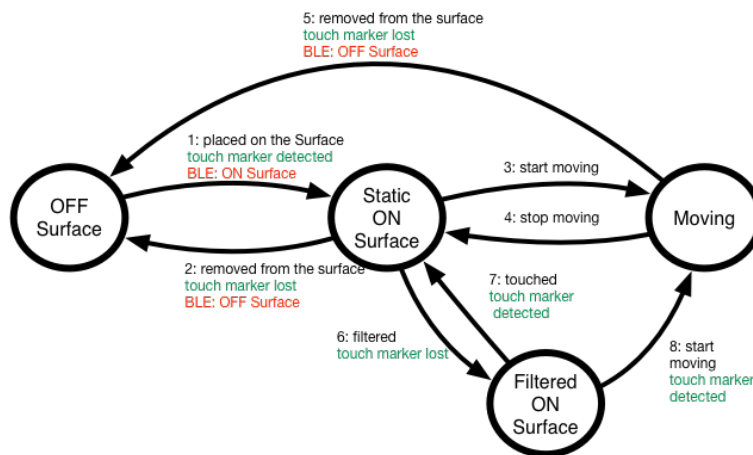 5: removed from the surface
touch marker lost
BLE: OFF Surface
1: placed on the Surface
touch marker detected
BLE: ON Surface
OFF
Surface
Static
ON
Surface
3: start moving
4: stop moving
Moving
2: removed from the surface
touch marker lost
BLE: OFF Surface
7: touched
touch marker
detected
6: filtered
touch marker lost
8: start
moving
touch marker
detected
Filtered
ON
Surface